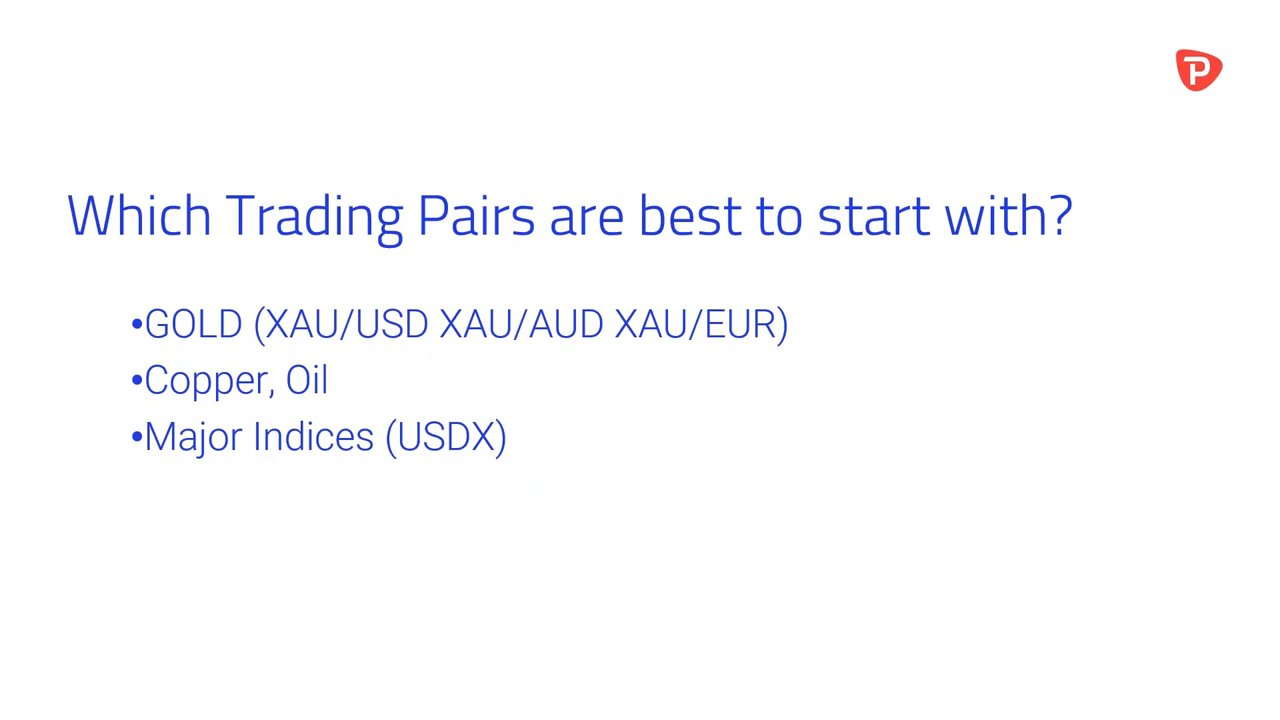 Which Trading Pairs are best to start with?
•GOLD (XAU/USD XAU/AUD XAU/EUR)
•Copper, Oil
•Major Indices (USDX)